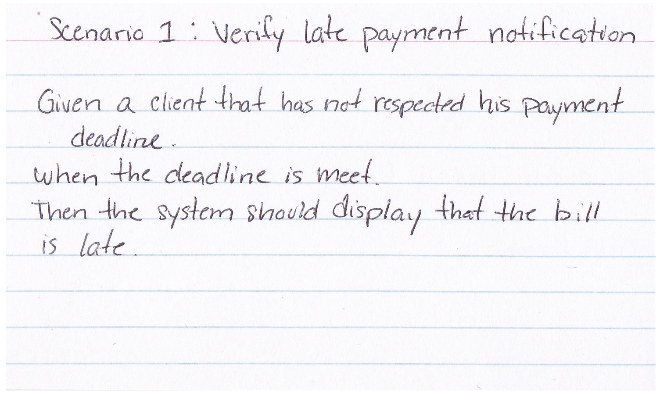 Scenario 1 : Verify late payment notification
Given a client that has not respected his payment
deadline.
When the deadline is meet.
Then the system should display that the bill
is late.